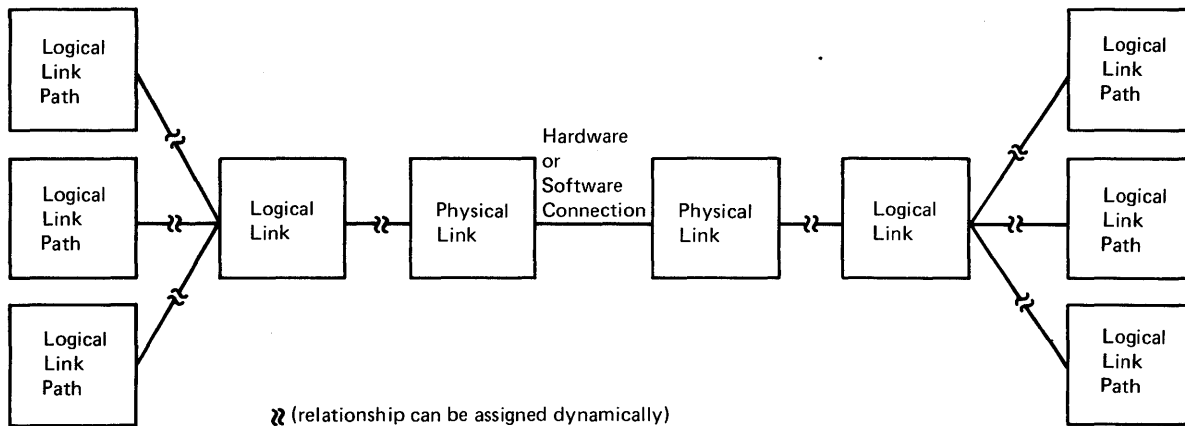 Logical
Link
Path
Logical
Link
Path
Logical
Link
Path
Logical
Link
Physical
Link
Hardware
or
Software
Connection
Physical
Link
Logical
Link
Logical
Link
Path
Logical
Link
Path
Logical
Link
Path
(relationship can be assigned dynamically)